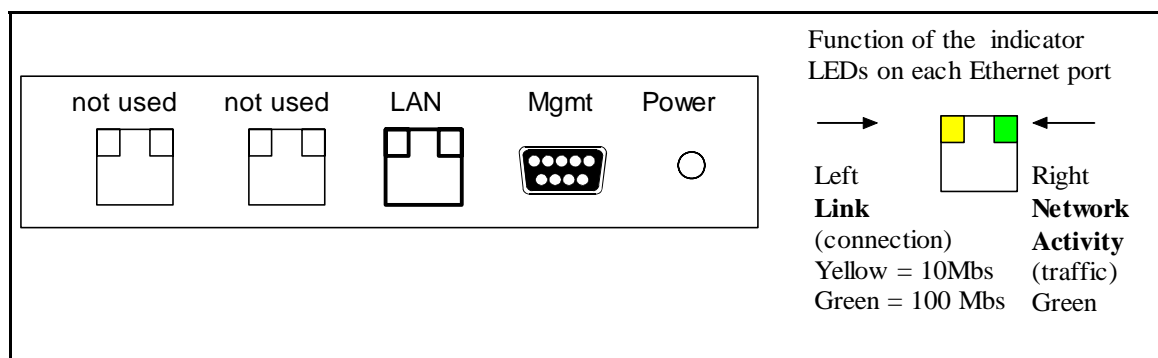 Function of the indicator
LEDs on each Ethernet port
not used not used LAN Mgmt Power
Left
Link
(connection)
Yellow = 10Mbs
Green = 100 Mbs
Right
Network
Activity
(traffic)
Green